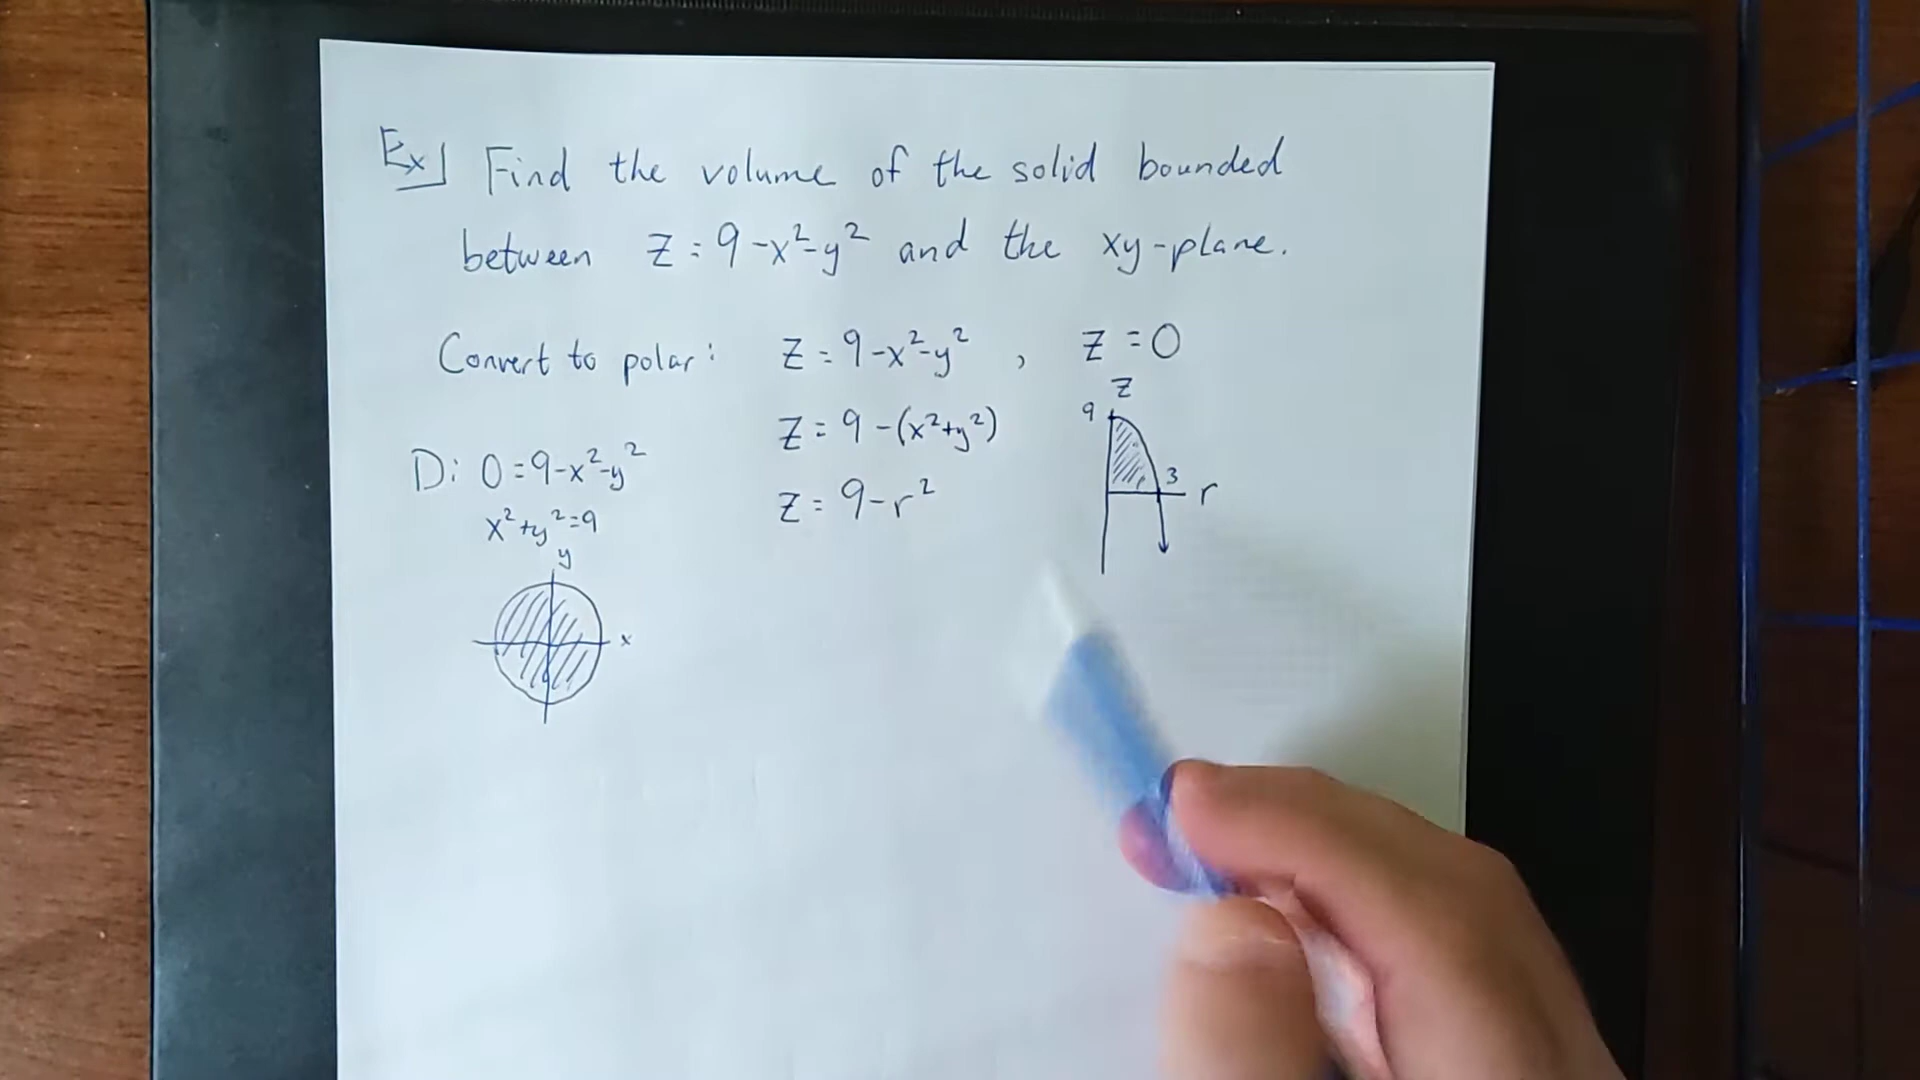 Ex] Find the volume of the solid bounded
between z = 9-x²-y² and the xy-plane.
Convert to polar: z = 9-x²-y² , z = 0
z = 9-(x²+y²)
z = 9-r²
D: 0=9-x²-y²
x²+y²=9
y
x
z
9
3
r